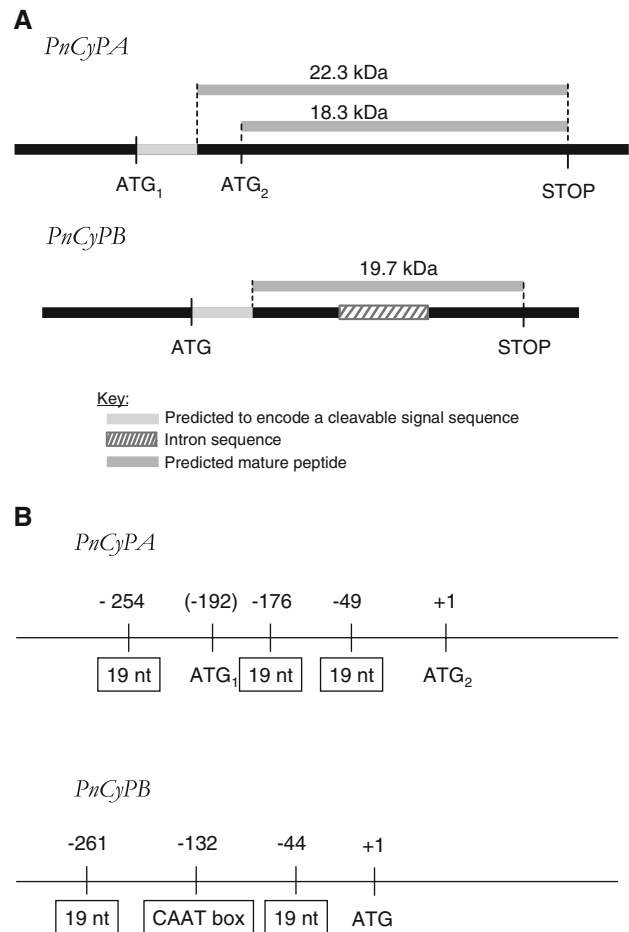 A
PnCyPA
22.3 kDa
18.3 kDa
ATG1 ATG2 STOP
PnCyPB
19.7 kDa
ATG STOP
Key:
Predicted to encode a cleavable signal sequence
Intron sequence
Predicted mature peptide
B
PnCyPA
- 254 (-192) -176 -49 +1
19 nt ATG1 19 nt 19 nt ATG2
PnCyPB
-261 -132 -44 +1
19 nt CAAT box 19 nt ATG